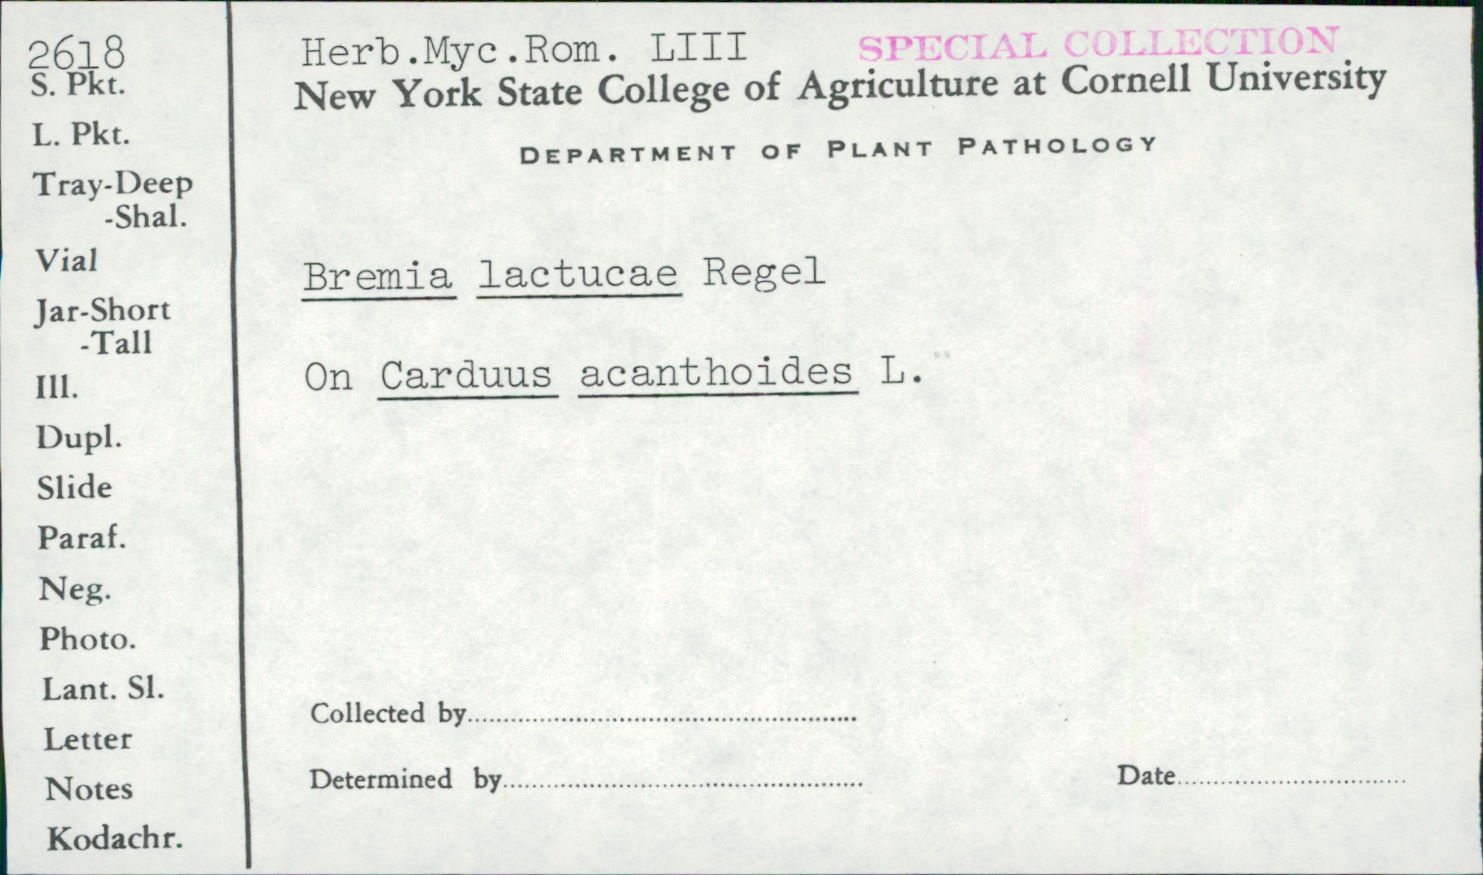 2618
S. Pkt.
L. Pkt.
Tray-Deep
-Shal.
Vial
Jar-Short
-Tall
Ill.
Dupl.
Slide
Paraf.
Neg.
Photo.
Lant. Sl.
Letter
Notes
Kodachr.
Herb.Myc.Rom. LIII SPECIAL COLLECTION
New York State College of Agriculture at Cornell University
DEPARTMENT OF PLANT PATHOLOGY
Bremia lactucae Regel
On Carduus acanthoides L.
Collected by
Determined by
Date